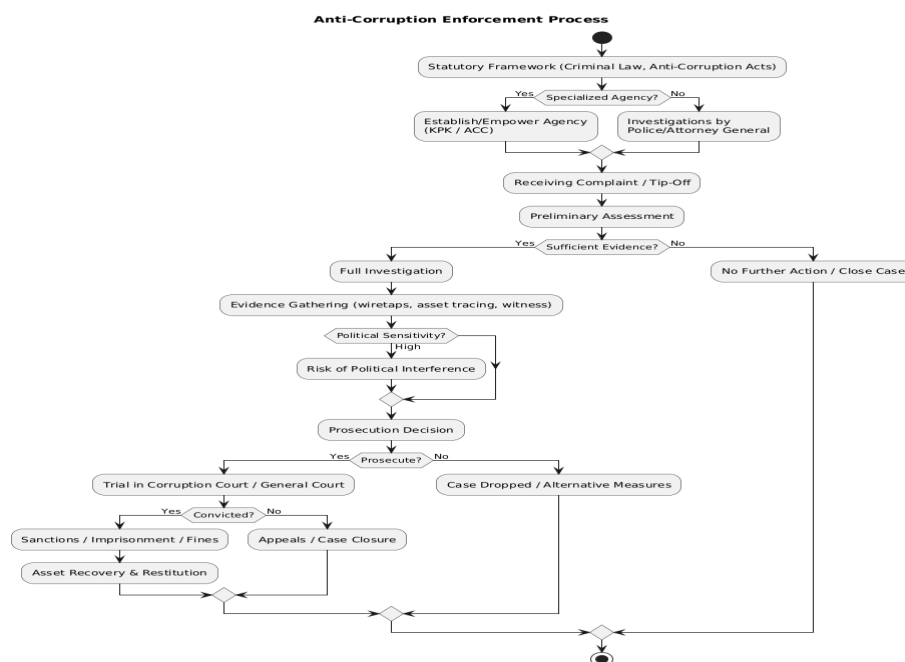 Anti-Corruption Enforcement Process
Statutory Framework (Criminal Law, Anti-Corruption Acts)
Yes
Specialized Agency?
No
Establish/Empower Agency
(KPK / ACC)
Investigations by
Police/Attorney General
Receiving Complaint / Tip-Off
Preliminary Assessment
Yes
Sufficient Evidence?
No
Full Investigation
No Further Action / Close Case
Evidence Gathering (wiretaps, asset tracing, witness)
Political Sensitivity?
High
Risk of Political Interference
Prosecution Decision
Yes
Prosecute?
No
Trial in Corruption Court / General Court
Case Dropped / Alternative Measures
Yes
Convicted?
No
Sanctions / Imprisonment / Fines
Appeals / Case Closure
Asset Recovery & Restitution